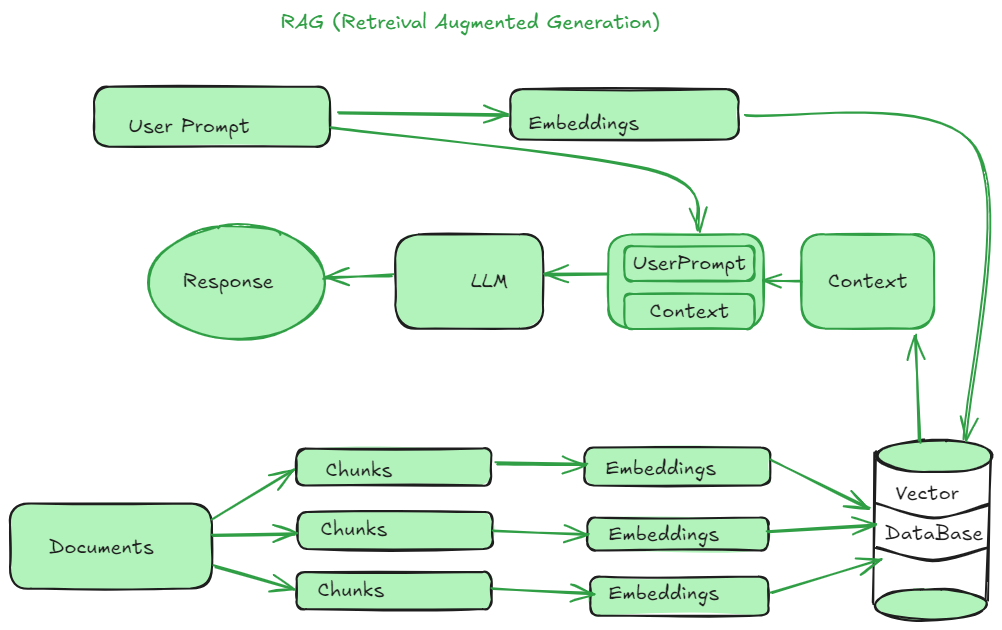 RAG (Retreival Augmented Generation)
User Prompt
Embeddings
Response
LLM
UserPrompt
Context
Context
Chunks
Embeddings
Documents
Chunks
Embeddings
Chunks
Embeddings
Vector
DataBase